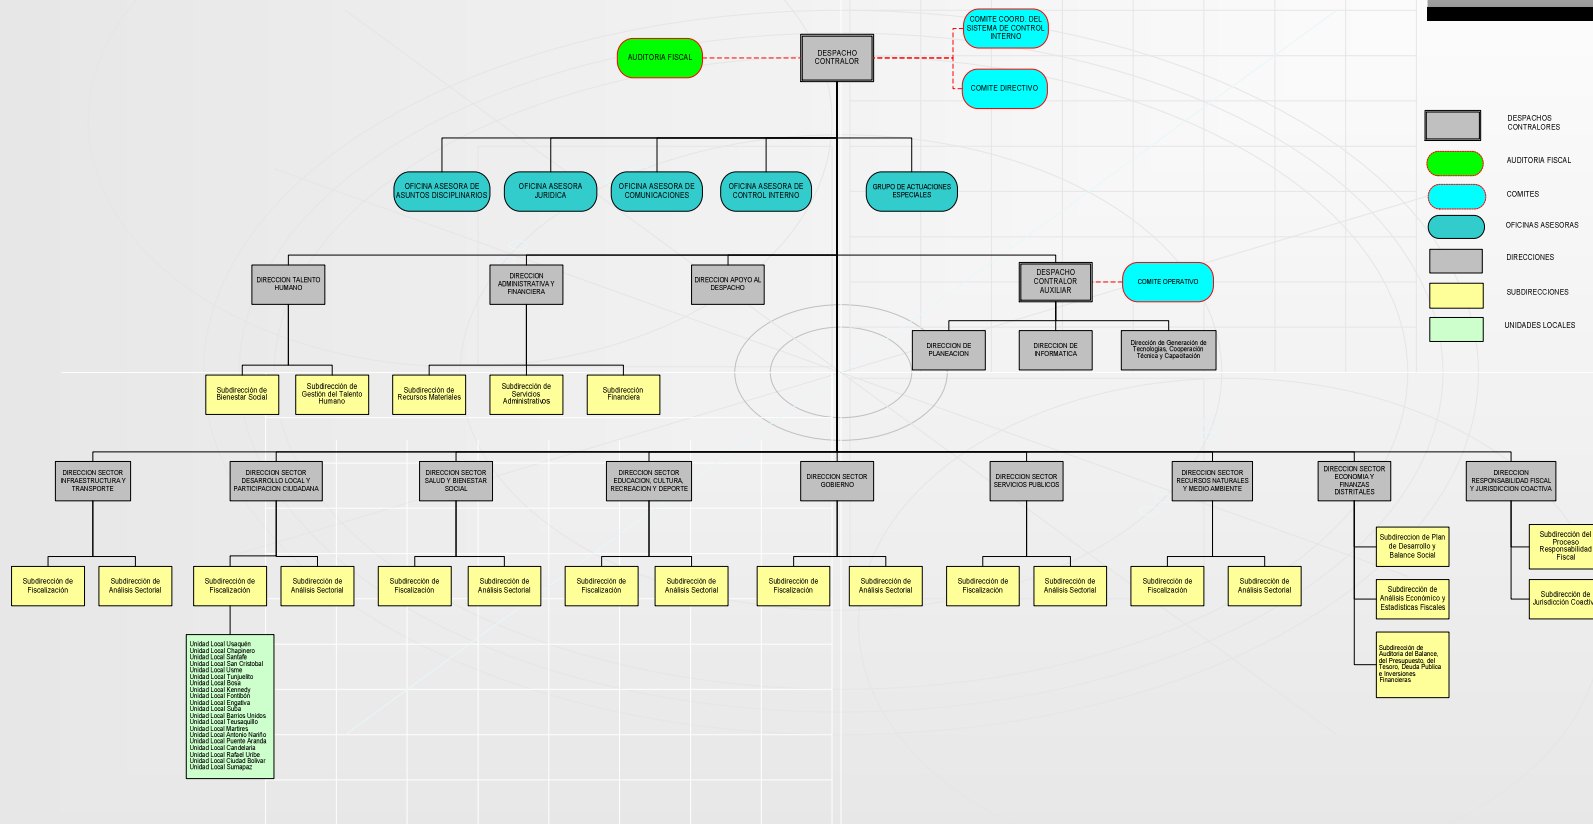 COMITE COORD. DEL
SISTEMA DE CONTROL
INTERNO
AUDITORIA FISCAL
DESPACHO
CONTRALOR
COMITE DIRECTIVO
DESPACHOS
CONTRALORES
AUDITORIA FISCAL
COMITES
OFICINAS ASESORAS
DIRECCIONES
SUBDIRECCIONES
UNIDADES LOCALES
OFICINA ASESORA DE
ASUNTOS DISCIPLINARIOS
OFICINA ASESORA
JURIDICA
OFICINA ASESORA DE
COMUNICACIONES
OFICINA ASESORA DE
CONTROL INTERNO
GRUPO DE ACTUACIONES
ESPECIALES
DIRECCION TALENTO
HUMANO
DIRECCION
ADMINISTRATIVA Y
FINANCIERA
DIRECCION APOYO AL
DESPACHO
DESPACHO
CONTRALOR
AUXILIAR
COMITE OPERATIVO
DIRECCION DE
PLANEACION
DIRECCION DE
INFORMATICA
Dirección de Generación de
Tecnologías, Cooperación
Técnica y Capacitación
Subdirección de
Bienestar Social
Subdirección de
Gestión del Talento
Humano
Subdirección de
Recursos Materiales
Subdirección de
Servicios
Administrativos
Subdirección
Financiera
DIRECCION SECTOR
INFRAESTRUCTURA Y
TRANSPORTE
DIRECCION SECTOR
DESARROLLO LOCAL Y
PARTICIPACION CIUDADANA
DIRECCION SECTOR
SALUD Y BIENESTAR
SOCIAL
DIRECCION SECTOR
EDUCACION, CULTURA,
RECREACION Y DEPORTE
DIRECCION SECTOR
GOBIERNO
DIRECCION SECTOR
SERVICIOS PUBLICOS
DIRECCION SECTOR
RECURSOS NATURALES
Y MEDIO AMBIENTE
DIRECCION SECTOR
ECONOMIA Y
FINANZAS
DISTRITALES
DIRECCION
RESPONSABILIDAD FISCAL
Y JURISDICCION COACTIVA
Subdirección de
Fiscalización
Subdirección de
Análisis Sectorial
Subdirección de
Fiscalización
Subdirección de
Análisis Sectorial
Subdirección de
Fiscalización
Subdirección de
Análisis Sectorial
Subdirección de
Fiscalización
Subdirección de
Análisis Sectorial
Subdirección de
Fiscalización
Subdirección de
Análisis Sectorial
Subdirección de
Fiscalización
Subdirección de
Análisis Sectorial
Subdirección de
Fiscalización
Subdirección de
Análisis Sectorial
Subdireccion de Plan
de Desarrollo y
Balance Social
Subdirección de
Análisis Económico y
Estadísticas Fiscales
Subdirección de
Auditoría del Balance,
del Presupuesto, del
Tesoro, Deuda Publica
e Inversiones
Financieras
Subdirección del
Proceso
Responsabilidad
Fiscal
Subdirección de
Jurisdicción Coactiv
Unidad Local Usaquén
Unidad Local Chapinero
Unidad Local Santafe
Unidad Local San Cristobal
Unidad Local Usme
Unidad Local Tunjuelito
Unidad Local Bosa
Unidad Local Kennedy
Unidad Local Fontibón
Unidad Local Engativa
Unidad Local Suba
Unidad Local Barrios Unidos
Unidad Local Teusaquillo
Unidad Local Martires
Unidad Local Antonio Nariño
Unidad Local Puente Aranda
Unidad Local Candelaria
Unidad Local Rafael Uribe
Unidad Local Ciudad Bolivar
Unidad Local Sumapaz